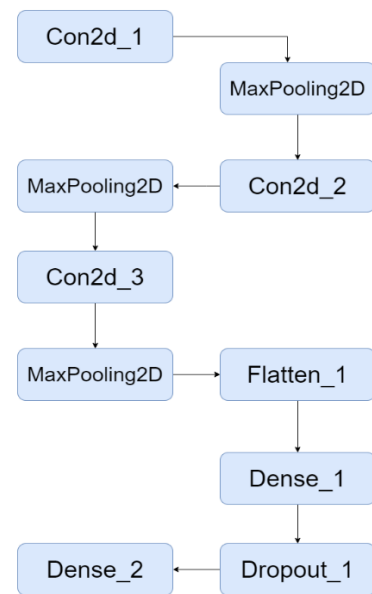 Con2d_1
MaxPooling2D
Con2d_2
MaxPooling2D
Con2d_3
MaxPooling2D
Flatten_1
Dense_1
Dropout_1
Dense_2